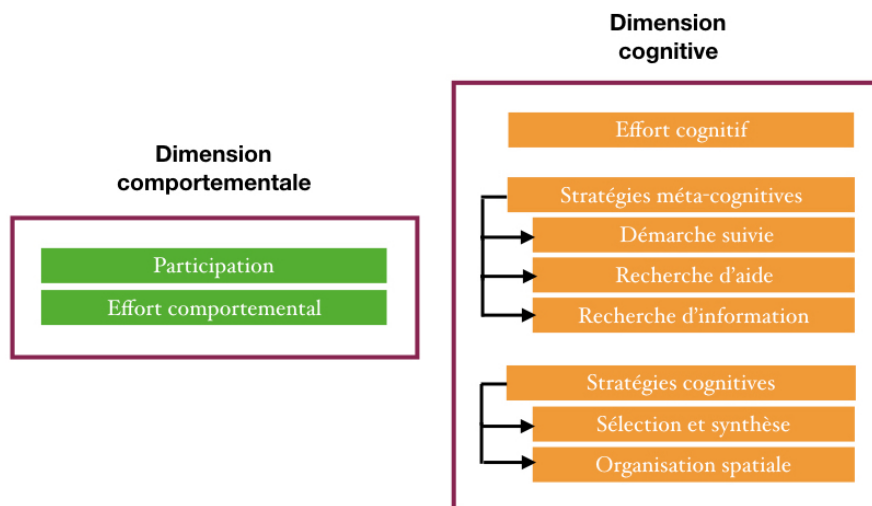 Dimension
comportementale
Participation
Effort comportemental
Dimension
cognitive
Effort cognitif
Stratégies méta-cognitives
Démarche suivie
Recherche d'aide
Recherche d'information
Stratégies cognitives
Sélection et synthèse
Organisation spatiale